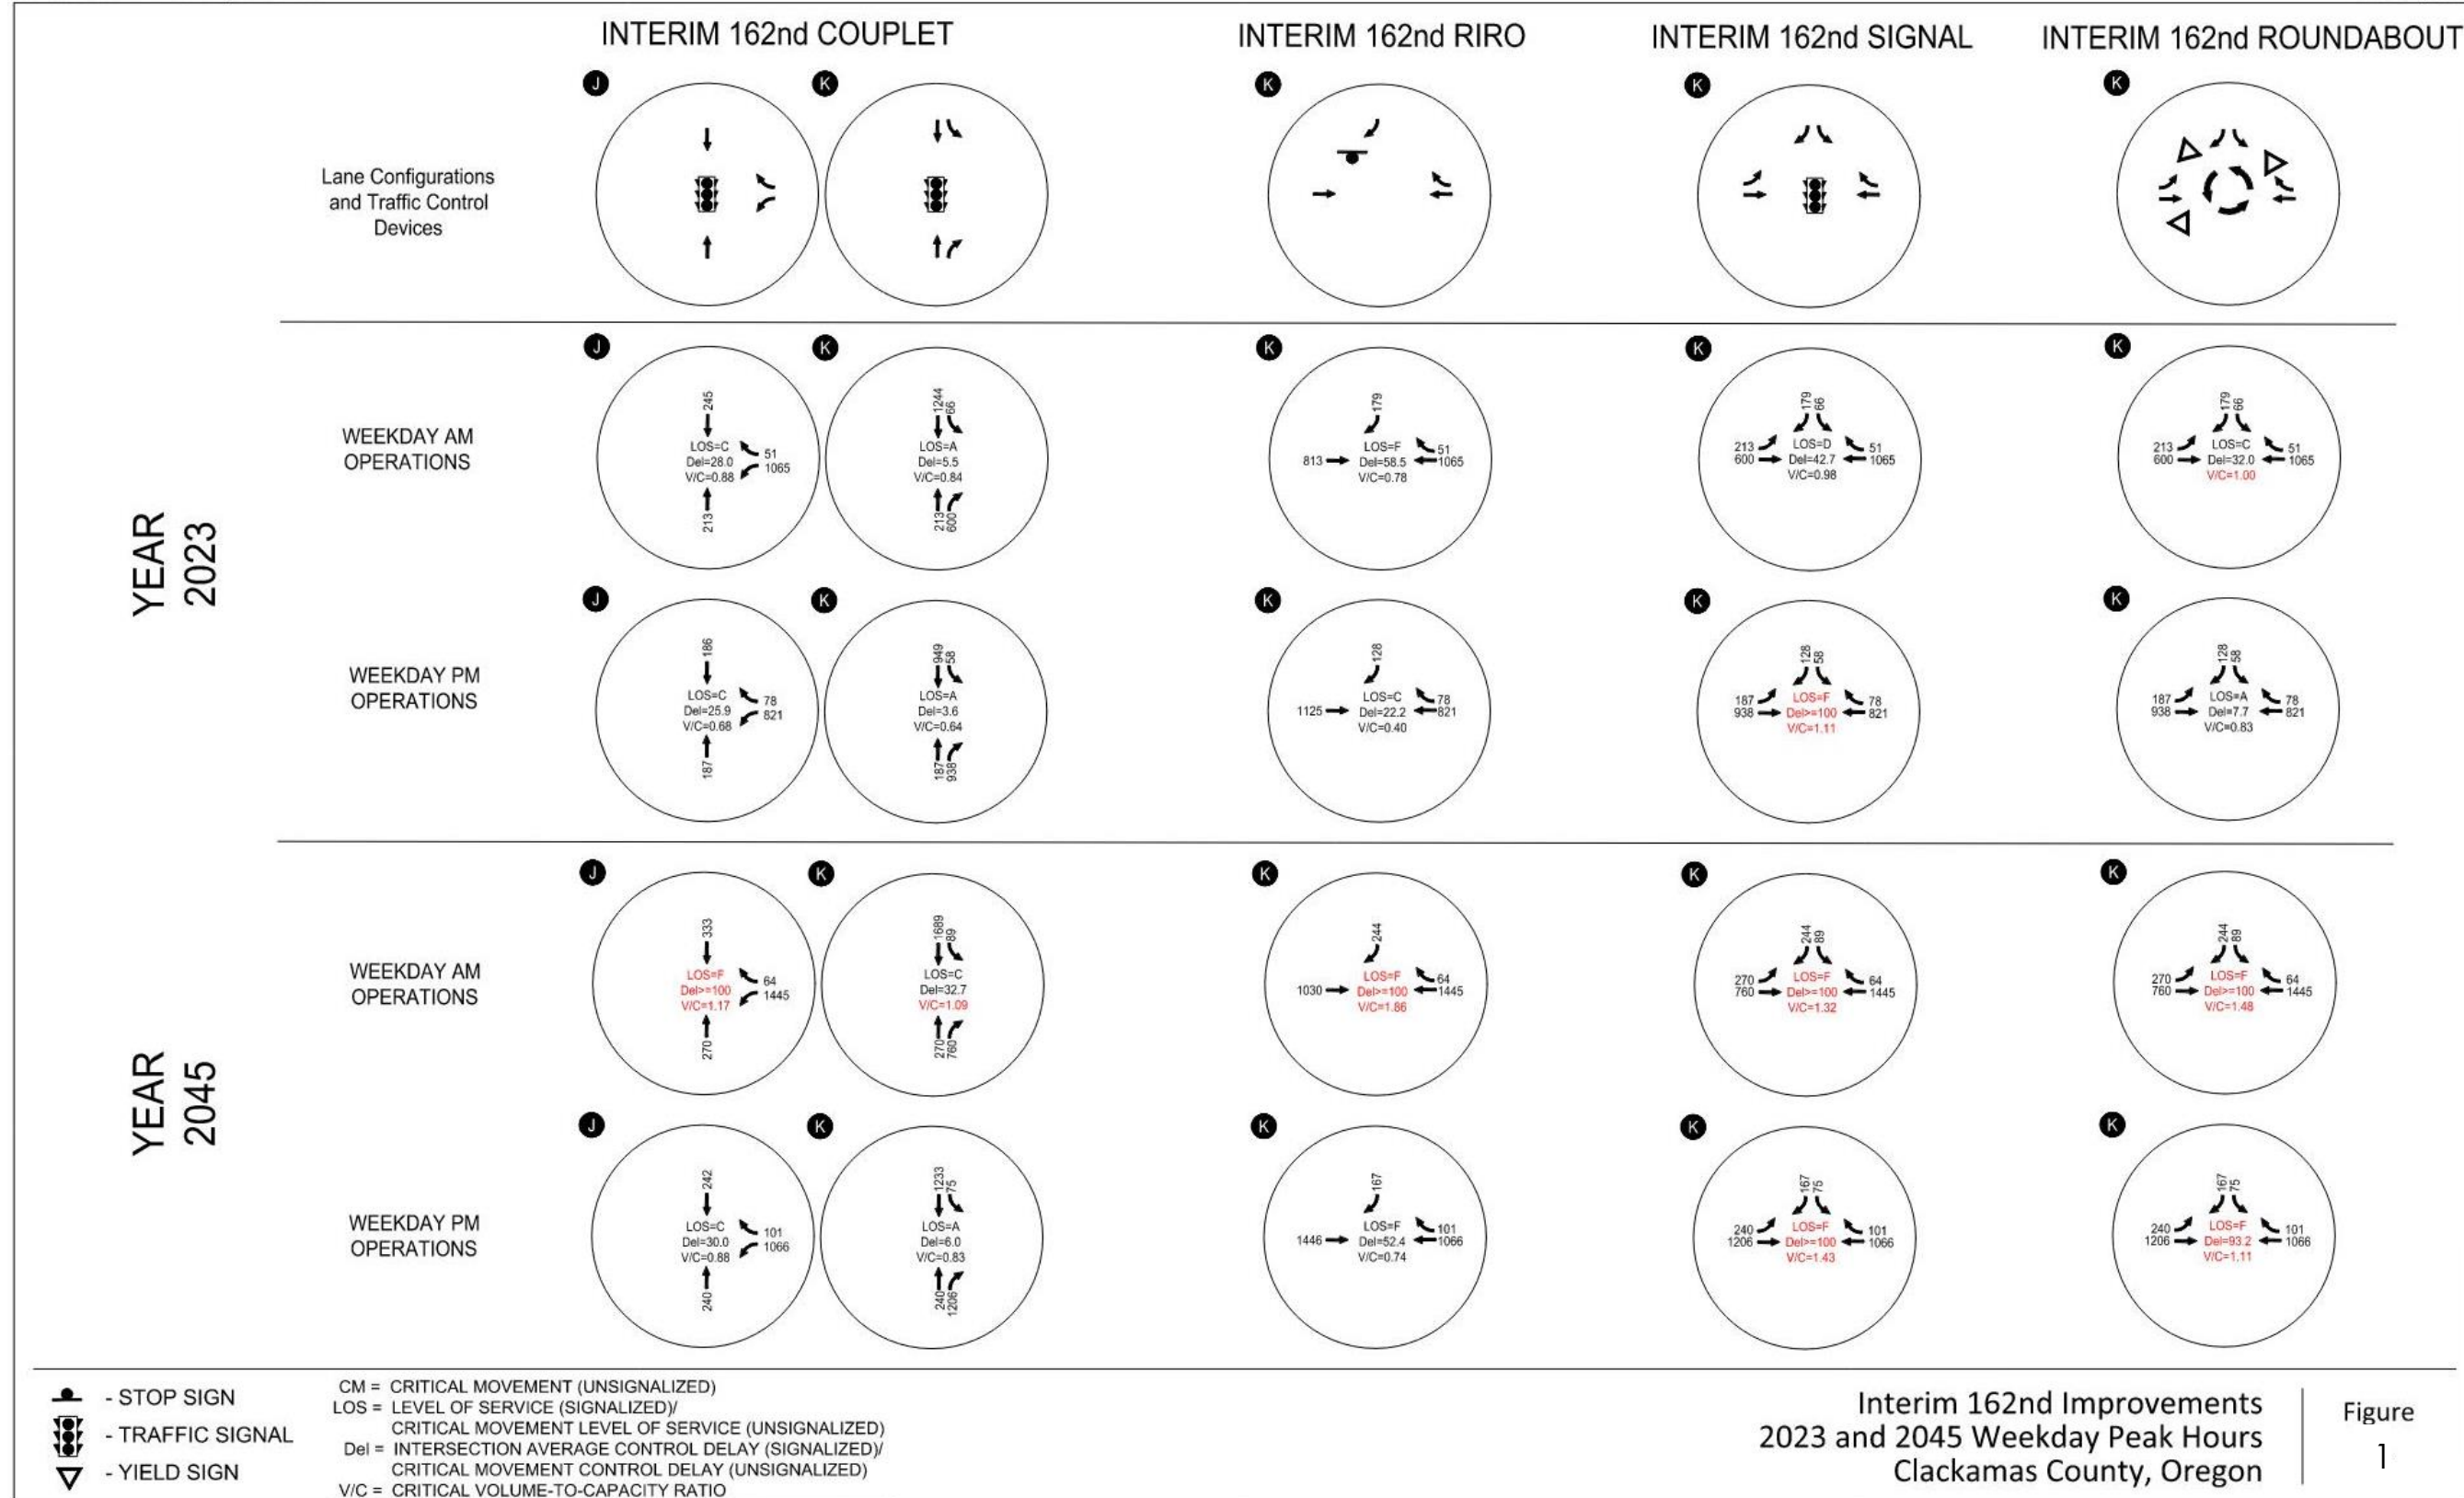 INTERIM 162nd COUPLET
INTERIM 162nd RIRO
INTERIM 162nd SIGNAL
INTERIM 162nd ROUNDABOUT
Lane Configurations
and Traffic Control
Devices
J
K
K
K
K
YEAR
2023
WEEKDAY AM
OPERATIONS
J
245
LOS=C
Del=28.0
V/C=0.88
51
1065
213
K
1244
66
LOS=A
Del=5.5
V/C=0.84
213
600
K
179
813
LOS=F
Del=58.5
V/C=0.78
51
1065
K
179
66
213
600
LOS=D
Del=42.7
V/C=0.98
51
1065
K
179
66
213
600
LOS=C
Del=32.0
V/C=1.00
51
1065
WEEKDAY PM
OPERATIONS
J
186
LOS=C
Del=25.9
V/C=0.68
78
821
187
K
949
58
LOS=A
Del=3.6
V/C=0.64
187
938
K
128
1125
LOS=C
Del=22.2
V/C=0.40
78
821
K
128
58
187
938
LOS=F
Del>=100
V/C=1.11
78
821
K
128
58
187
938
LOS=A
Del=7.7
V/C=0.83
78
821
YEAR
2045
WEEKDAY AM
OPERATIONS
J
333
LOS=F
Del>=100
V/C=1.17
64
1445
270
K
1689
89
LOS=C
Del=32.7
V/C=1.09
270
760
K
244
1030
LOS=F
Del>=100
V/C=1.86
64
1445
K
244
89
270
760
LOS=F
Del>=100
V/C=1.32
64
1445
K
244
89
270
760
LOS=F
Del>=100
V/C=1.48
64
1445
WEEKDAY PM
OPERATIONS
J
242
LOS=C
Del=30.0
V/C=0.88
101
1066
240
K
1233
75
LOS=A
Del=6.0
V/C=0.83
240
1206
K
167
1446
LOS=F
Del=52.4
V/C=0.74
101
1066
K
167
75
240
1206
LOS=F
Del>=100
V/C=1.43
101
1066
K
167
75
240
1206
LOS=F
Del=93.2
V/C=1.11
101
1066
- STOP SIGN
- TRAFFIC SIGNAL
- YIELD SIGN
CM = CRITICAL MOVEMENT (UNSIGNALIZED)
LOS = LEVEL OF SERVICE (SIGNALIZED)/
CRITICAL MOVEMENT LEVEL OF SERVICE (UNSIGNALIZED)
Del = INTERSECTION AVERAGE CONTROL DELAY (SIGNALIZED)/
CRITICAL MOVEMENT CONTROL DELAY (UNSIGNALIZED)
V/C = CRITICAL VOLUME-TO-CAPACITY RATIO
Interim 162nd Improvements
2023 and 2045 Weekday Peak Hours
Clackamas County, Oregon
Figure
1